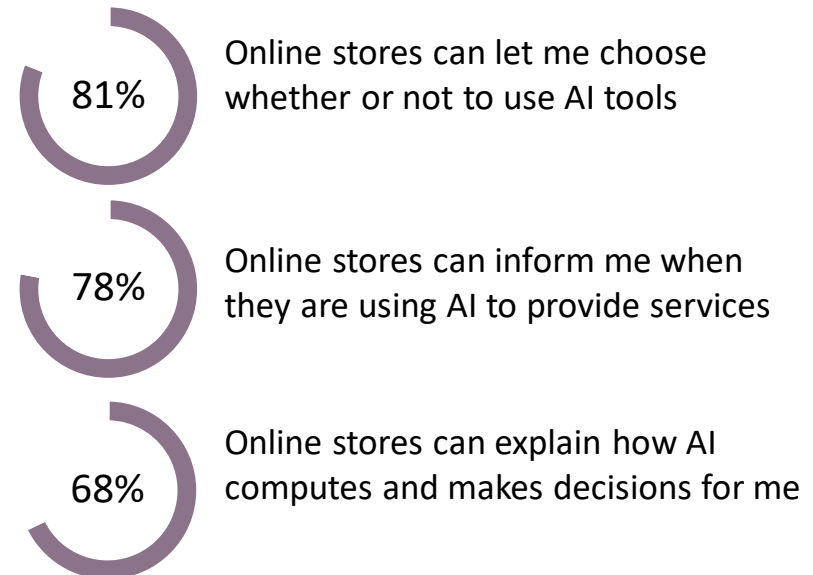 81%
Online stores can let me choose
whether or not to use AI tools
78%
Online stores can inform me when
they are using AI to provide services
68%
Online stores can explain how AI
computes and makes decisions for me